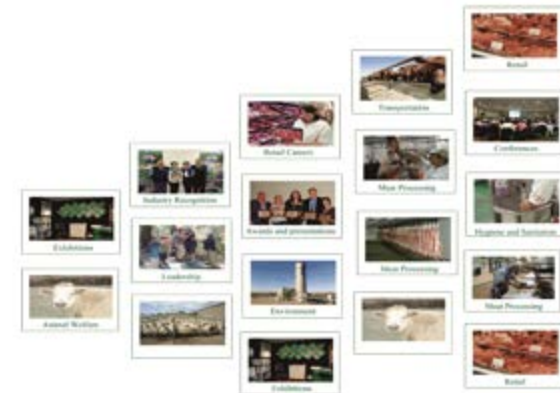 Exhibitions
Animal Welfare
Industry Recognition
Leadership
Retail Cattery
Awards and presentations
Environment
Exhibitions
Transportation
Meat Processing
Meat Processing
Retail
Conferences
Hygiene and Sanitation
Meat Processing
Retail